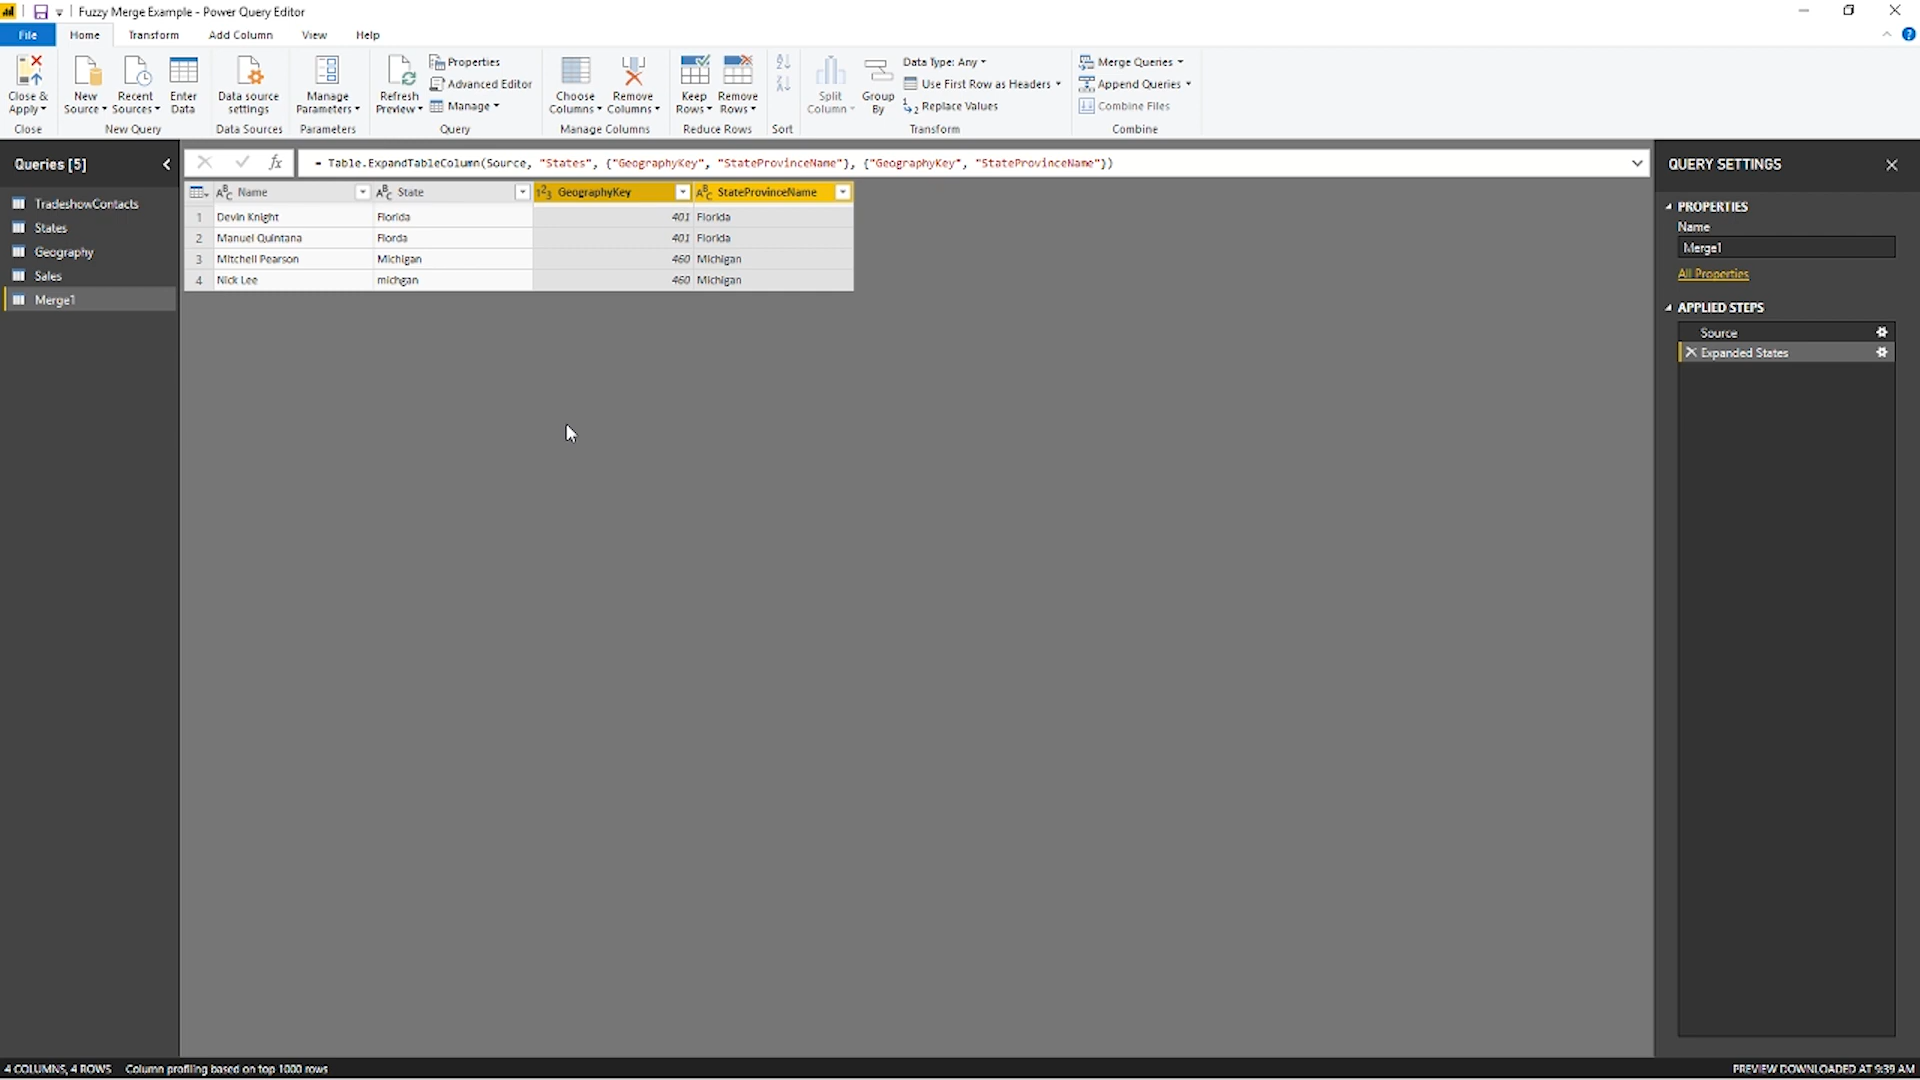 Fuzzy Merge Example - Power Query Editor
File Home Transform Add Column View Help
Close & Apply
New Source
Recent Sources
Enter Data
Data source settings
Manage Parameters
Refresh Preview
Properties
Advanced Editor
Manage
Choose Columns
Remove Columns
Keep Rows
Remove Rows
Split Column
Group By
Data Type: Any
Use First Row as Headers
Replace Values
Merge Queries
Append Queries
Combine Files
Close New Query Data Sources Parameters Query Manage Columns Reduce Rows Sort Transform Combine
Queries [5]
TradeshowContacts
States
Geography
Sales
Merge1
fx = Table.ExpandTableColumn(Source, "States", {"GeographyKey", "StateProvinceName"}, {"GeographyKey", "StateProvinceName"})
ABC Name ABC State 123 GeographyKey ABC StateProvinceName
1 Devin Knight Florida 401 Florida
2 Manuel Quintana Florda 401 Florida
3 Mitchell Pearson Michigan 460 Michigan
4 Nick Lee michgan 460 Michigan
QUERY SETTINGS
PROPERTIES
Name
Merge1
All Properties
APPLIED STEPS
Source
Expanded States
4 COLUMNS, 4 ROWS Column profiling based on top 1000 rows
PREVIEW DOWNLOADED AT 9:39 AM